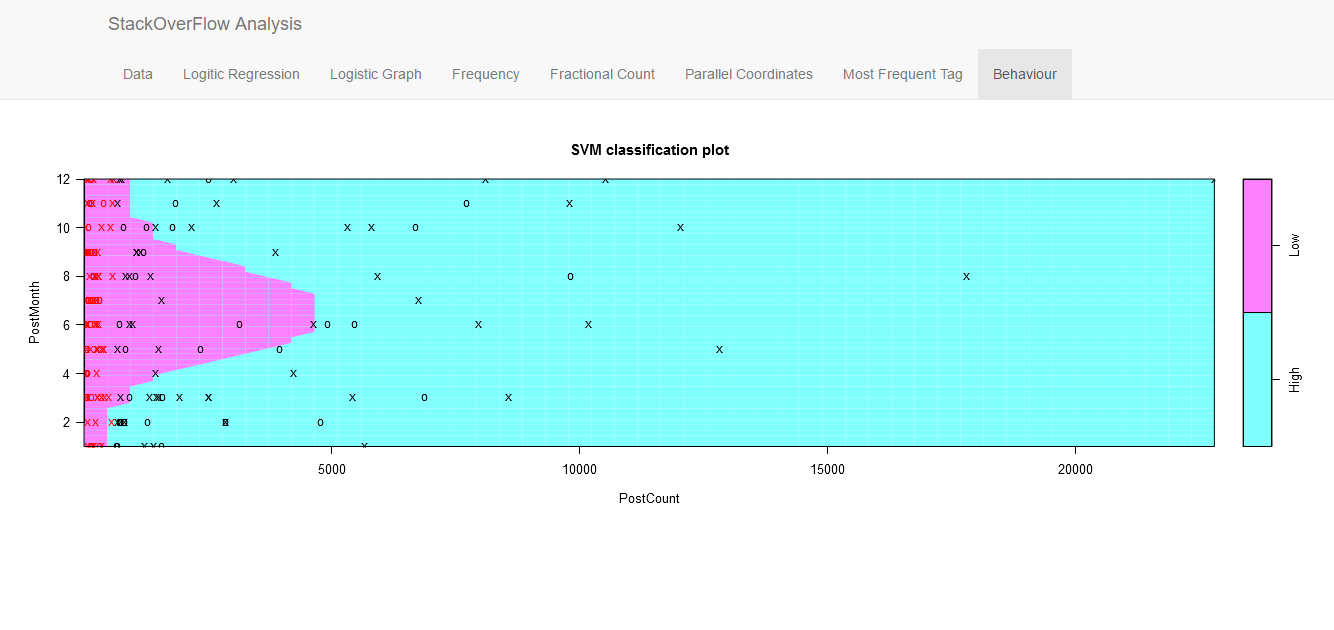 StackOverFlow Analysis
Data Logitic Regression Logistic Graph Frequency Fractional Count Parallel Coordinates Most Frequent Tag Behaviour
SVM classification plot
12
10
8
6
4
2
PostMonth
5000 10000 15000 20000
PostCount
Low
High